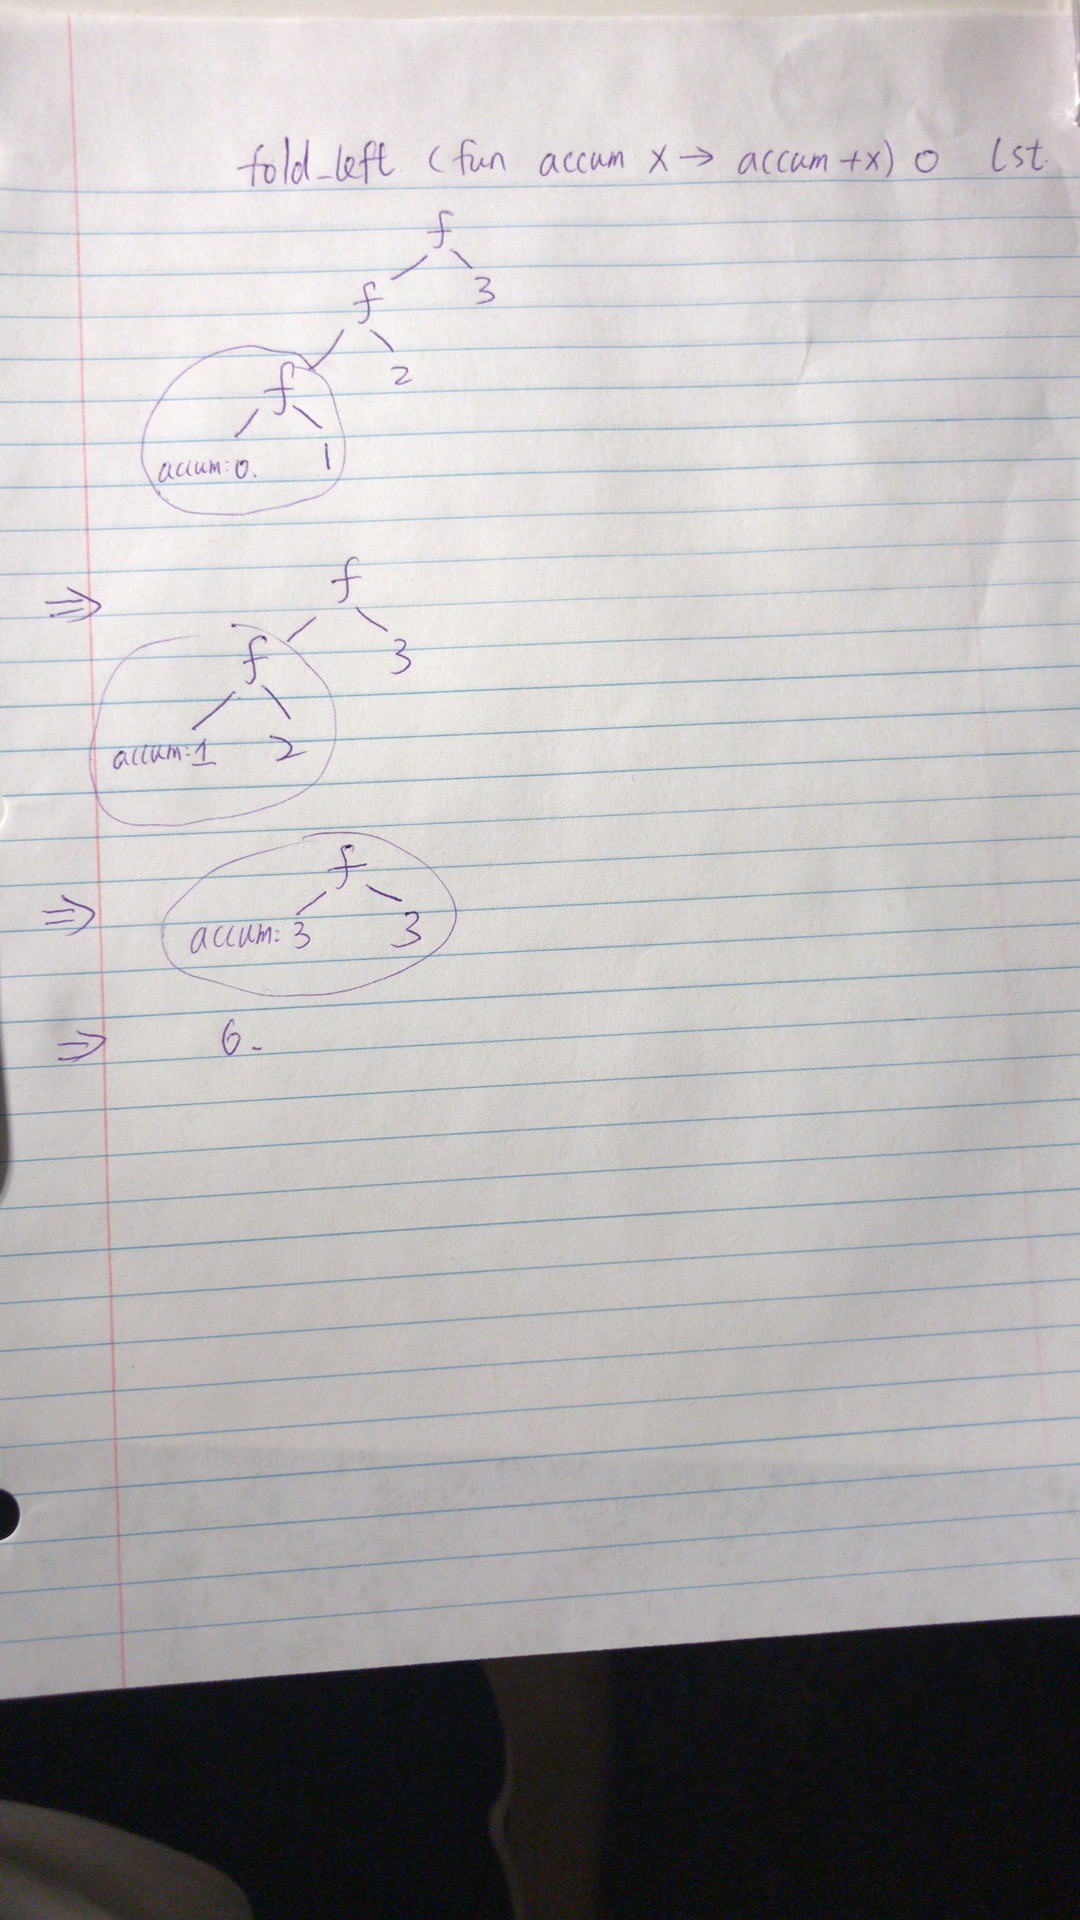 fold_left (fun accum x → accum + x) 0 lst.
f
f 3
f 2
accum: 0. 1
⇒ f
f 3
accum: 1 2
f
⇒ accum: 3 3
⇒ 6.